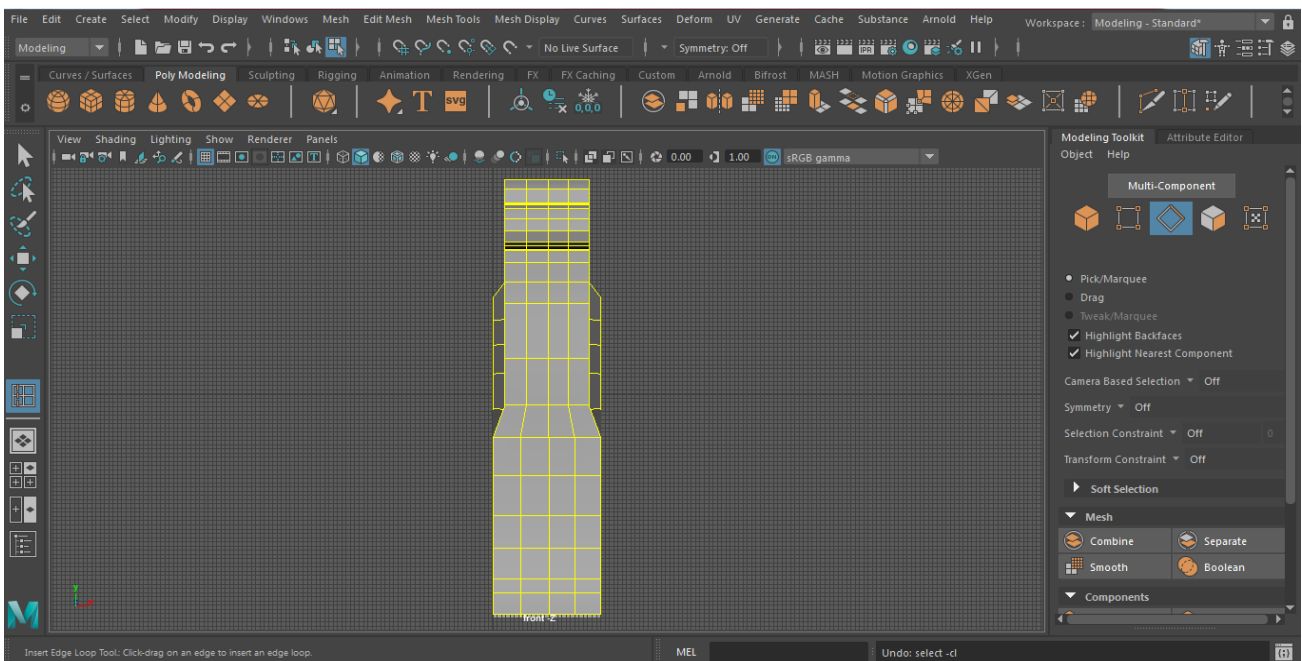 File Edit Create Select Modify Display Windows Mesh Edit Mesh Mesh Tools Mesh Display Curves Surfaces Deform UV Generate Cache Substance Arnold Help Workspace: Modeling - Standard*
Modeling No Live Surface Symmetry: Off IPR
Curves / Surfaces Poly Modeling Sculpting Rigging Animation Rendering FX FX Caching Custom Arnold Bifrost MASH Motion Graphics XGen
T svg 0,0,0
View Shading Lighting Show Renderer Panels
0.00 1.00 sRGB gamma
front -Z
y
x
Modeling Toolkit Attribute Editor
Object Help
Multi-Component
Pick/Marquee
Drag
Tweak/Marquee
Highlight Backfaces
Highlight Nearest Component
Camera Based Selection Off
Symmetry Off
Selection Constraint Off 0
Transform Constraint Off
Soft Selection
Mesh
Combine Separate
Smooth Boolean
Components
M
Insert Edge Loop Tool: Click-drag on an edge to insert an edge loop. MEL Undo: select -cl